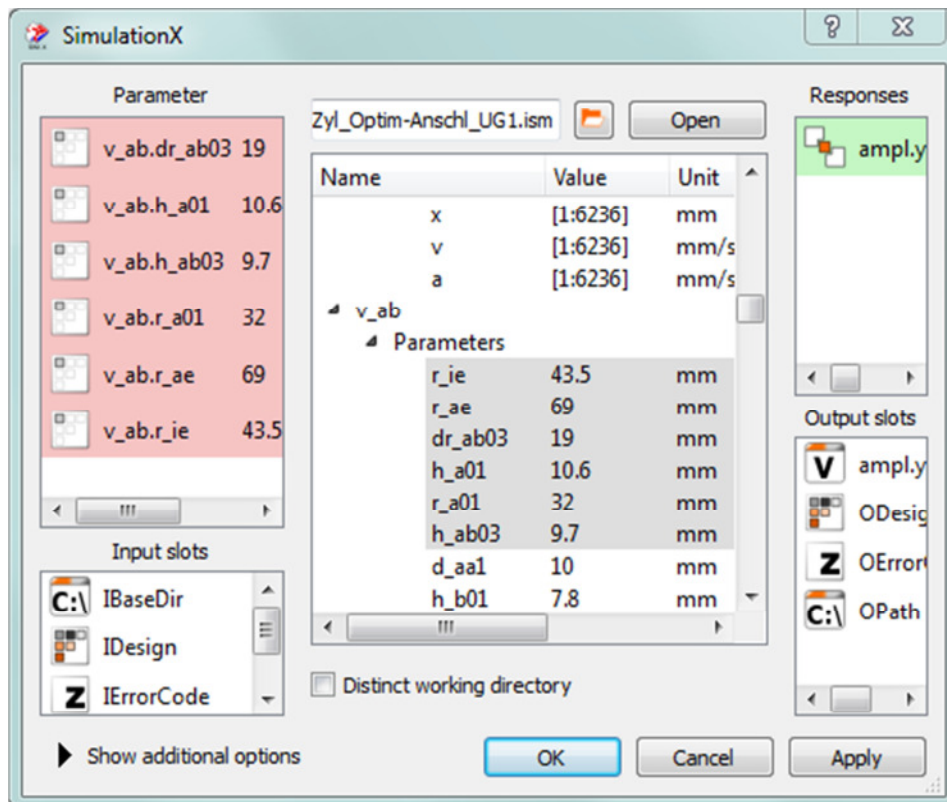 SimulationX
Parameter
v_ab.dr_ab03 19
v_ab.h_a01 10.6
v_ab.h_ab03 9.7
v_ab.r_a01 32
v_ab.r_ae 69
v_ab.r_ie 43.5
Input slots
C:\ IBaseDir
IDesign
Z IErrorCode
Zyl_Optim-Anschl_UG1.ism Open
Name Value Unit
x [1:6236] mm
v [1:6236] mm/s
a [1:6236] mm/s
v_ab
Parameters
r_ie 43.5 mm
r_ae 69 mm
dr_ab03 19 mm
h_a01 10.6 mm
r_a01 32 mm
h_ab03 9.7 mm
d_aa1 10 mm
h_b01 7.8 mm
Distinct working directory
Responses
ampl.y
Output slots
V ampl.y
ODesig
Z OError
C:\ OPath
Show additional options
OK Cancel Apply